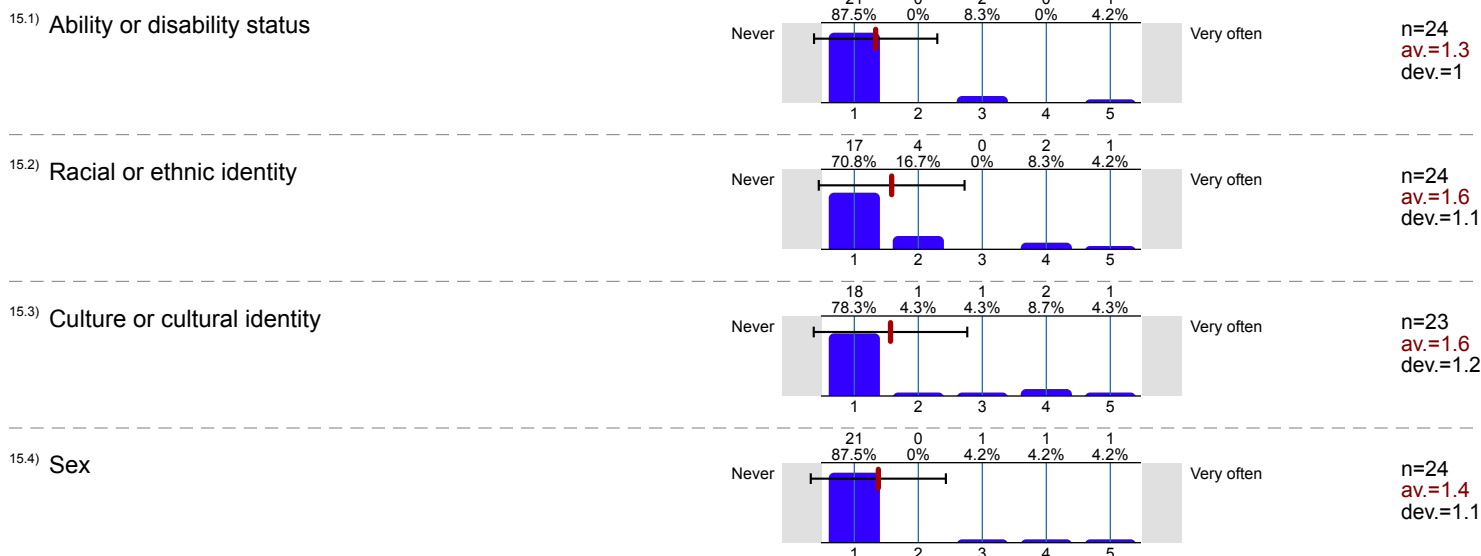 21 0 2 0 1
15.1) Ability or disability status
87.5% 0% 8.3% 0% 4.2%
Never Very often
n=24
av.=1.3
dev.=1
1 2 3 4 5
17 4 0 2 1
15.2) Racial or ethnic identity
70.8% 16.7% 0% 8.3% 4.2%
Never Very often
n=24
av.=1.6
dev.=1.1
1 2 3 4 5
18 1 1 2 1
15.3) Culture or cultural identity
78.3% 4.3% 4.3% 8.7% 4.3%
Never Very often
n=23
av.=1.6
dev.=1.2
1 2 3 4 5
21 0 1 1 1
15.4) Sex
87.5% 0% 4.2% 4.2% 4.2%
Never Very often
n=24
av.=1.4
dev.=1.1
1 2 3 4 5